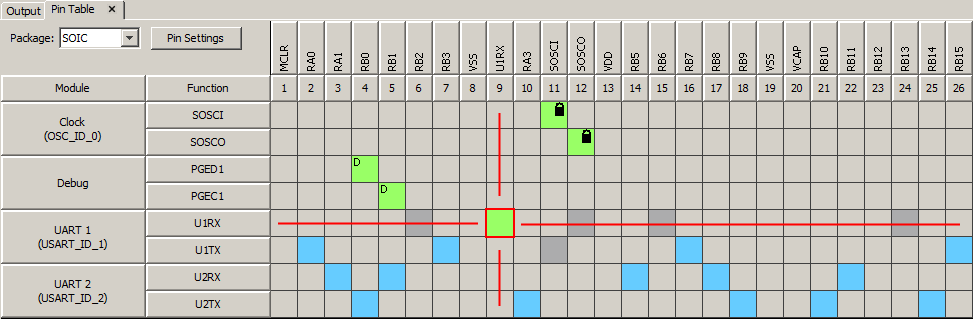 Output Pin Table ×
Package: SOIC Pin Settings
MCLR RA0 RA1 RB0 RB1 RB2 RB3 VSS U1RX RA3 SOSCI SOSCO VDD RB5 RB6 RB7 RB8 RB9 VSS VCAP RB10 RB11 RB12 RB13 RB14 RB15
Module Function 1 2 3 4 5 6 7 8 9 10 11 12 13 14 15 16 17 18 19 20 21 22 23 24 25 26
Clock
(OSC_ID_0)
SOSCI
SOSCO
Debug
PGED1 D
PGEC1 D
UART 1
(USART_ID_1)
U1RX
U1TX
UART 2
(USART_ID_2)
U2RX
U2TX